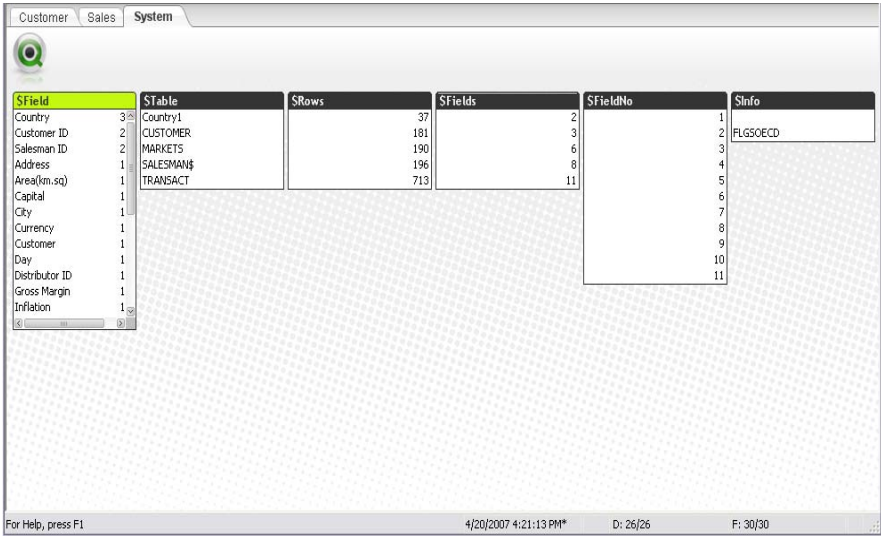 Customer Sales System
$Field $Table $Rows $Fields $FieldNo $Info
Country 3 Country1 37 2 1
Customer ID 2 CUSTOMER 181 3 2 FLGSOECD
Salesman ID 2 MARKETS 190 6 3
Address 1 SALESMAN$ 196 8 4
Area(km.sq) 1 TRANSACT 713 11 5
Capital 1 6
City 1 7
Currency 1 8
Customer 1 9
Day 1 10
Distributor ID 1 11
Gross Margin 1
Inflation 1
For Help, press F1 4/20/2007 4:21:13 PM* D: 26/26 F: 30/30